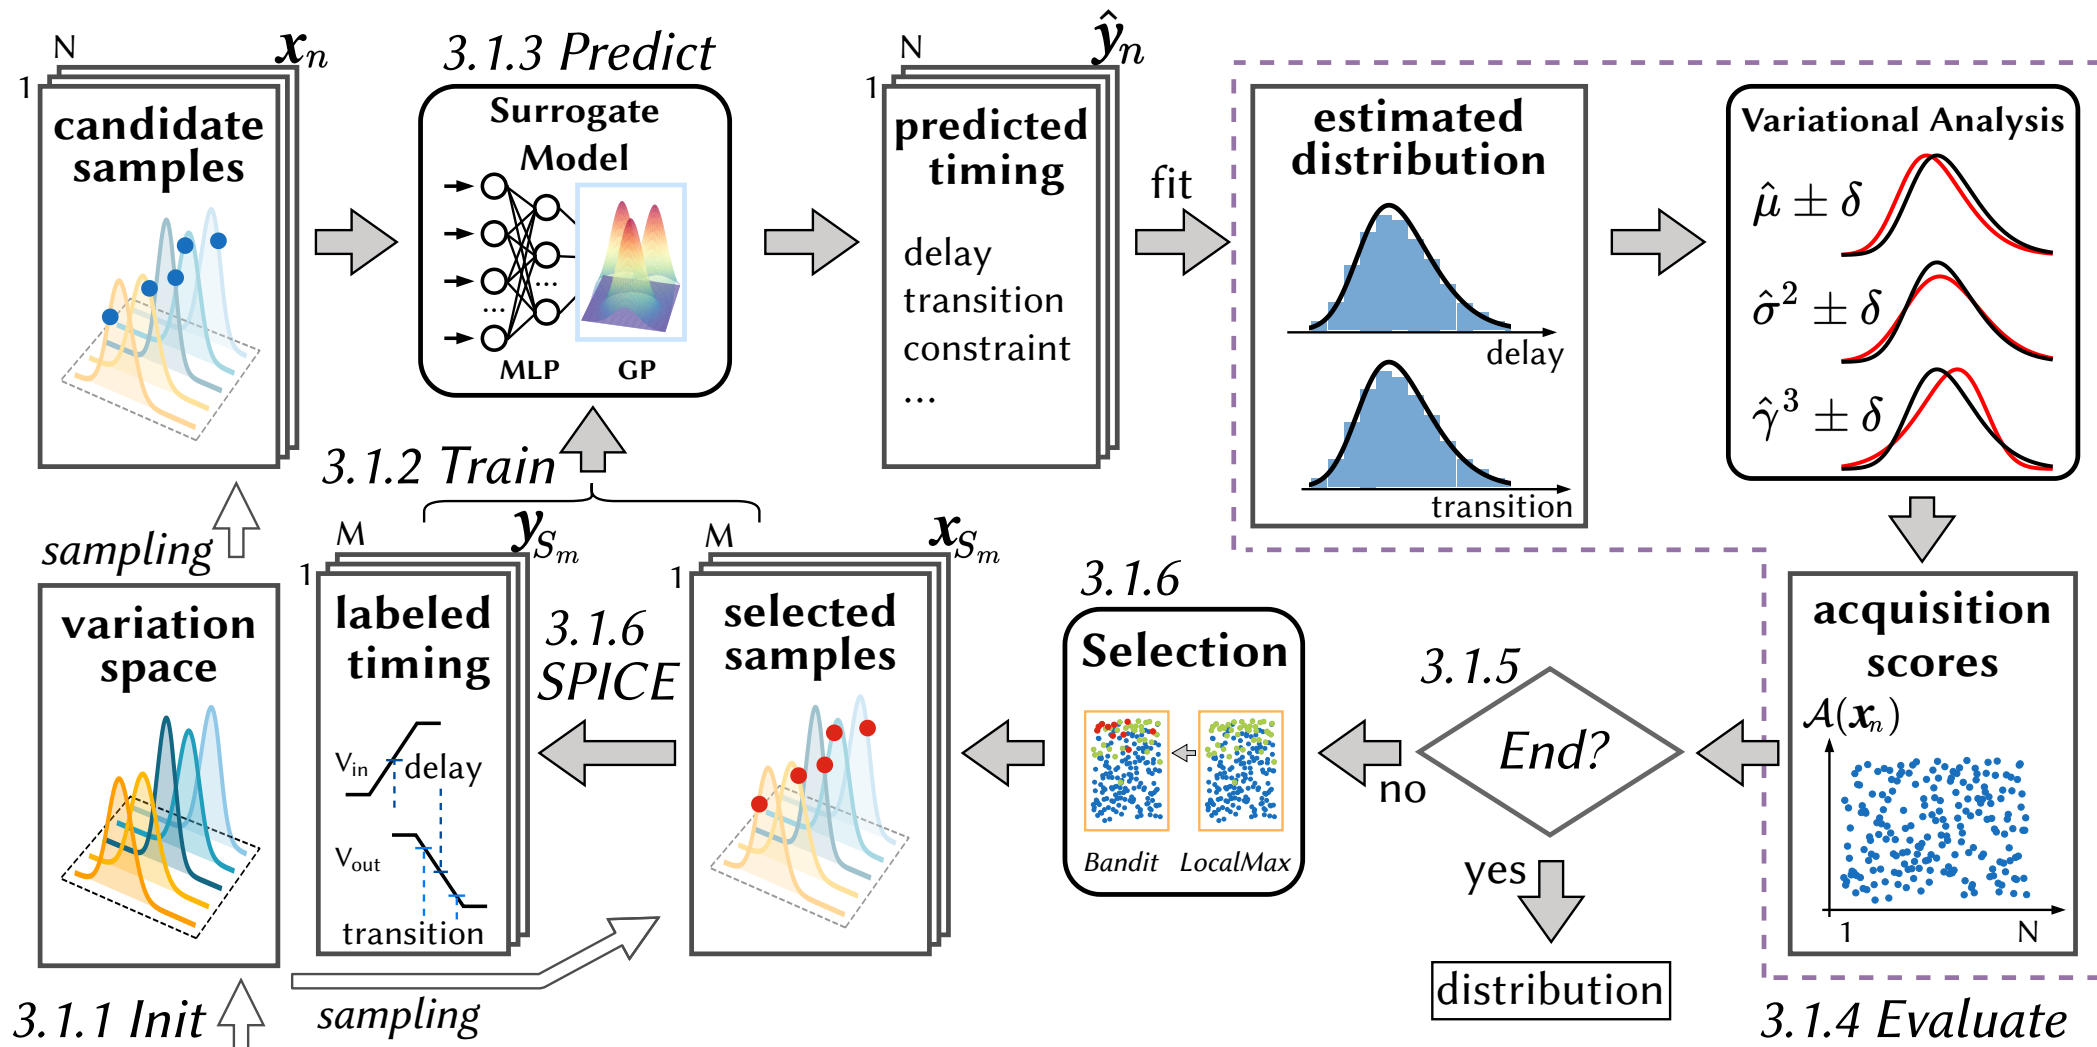 N
1
𝒙n
candidate
samples
3.1.3 Predict
Surrogate
Model
...
...
MLP
GP
N
1
ŷn
predicted
timing
delay
transition
constraint
...
fit
estimated
distribution
delay
transition
Variational Analysis
μ̂ ± δ
σ̂² ± δ
γ̂³ ± δ
3.1.2 Train
sampling
variation
space
3.1.1 Init
sampling
M
1
𝒚Sm
labeled
timing
Vin
delay
Vout
transition
3.1.6
SPICE
M
1
𝒙Sm
selected
samples
3.1.6
Selection
Bandit
LocalMax
3.1.5
End?
no
yes
distribution
acquisition
scores
𝒜(𝒙n)
1
N
3.1.4 Evaluate